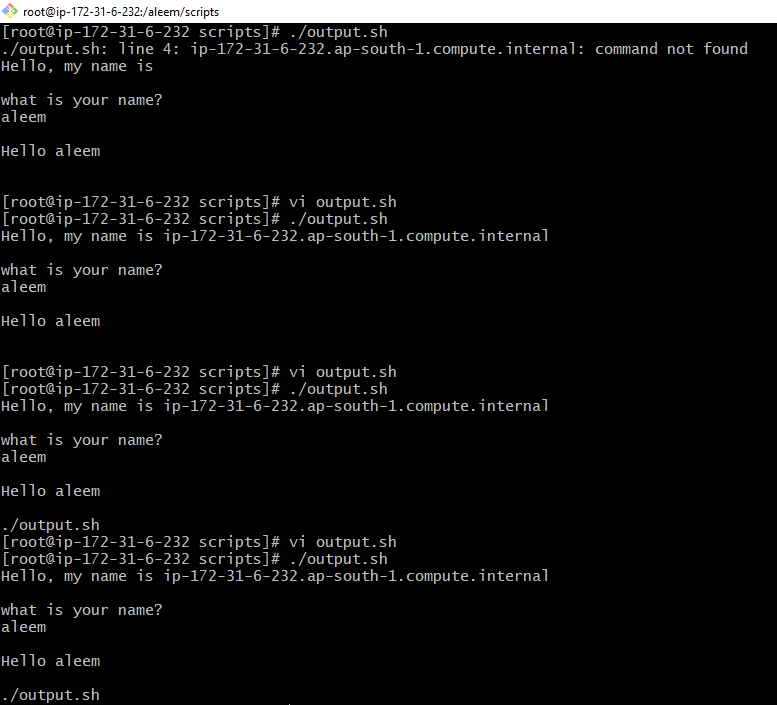 root@ip-172-31-6-232:/aleem/scripts
[root@ip-172-31-6-232 scripts]# ./output.sh
./output.sh: line 4: ip-172-31-6-232.ap-south-1.compute.internal: command not found
Hello, my name is
what is your name?
aleem
Hello aleem
[root@ip-172-31-6-232 scripts]# vi output.sh
[root@ip-172-31-6-232 scripts]# ./output.sh
Hello, my name is ip-172-31-6-232.ap-south-1.compute.internal
what is your name?
aleem
Hello aleem
[root@ip-172-31-6-232 scripts]# vi output.sh
[root@ip-172-31-6-232 scripts]# ./output.sh
Hello, my name is ip-172-31-6-232.ap-south-1.compute.internal
what is your name?
aleem
Hello aleem
./output.sh
[root@ip-172-31-6-232 scripts]# vi output.sh
[root@ip-172-31-6-232 scripts]# ./output.sh
Hello, my name is ip-172-31-6-232.ap-south-1.compute.internal
what is your name?
aleem
Hello aleem
./output.sh